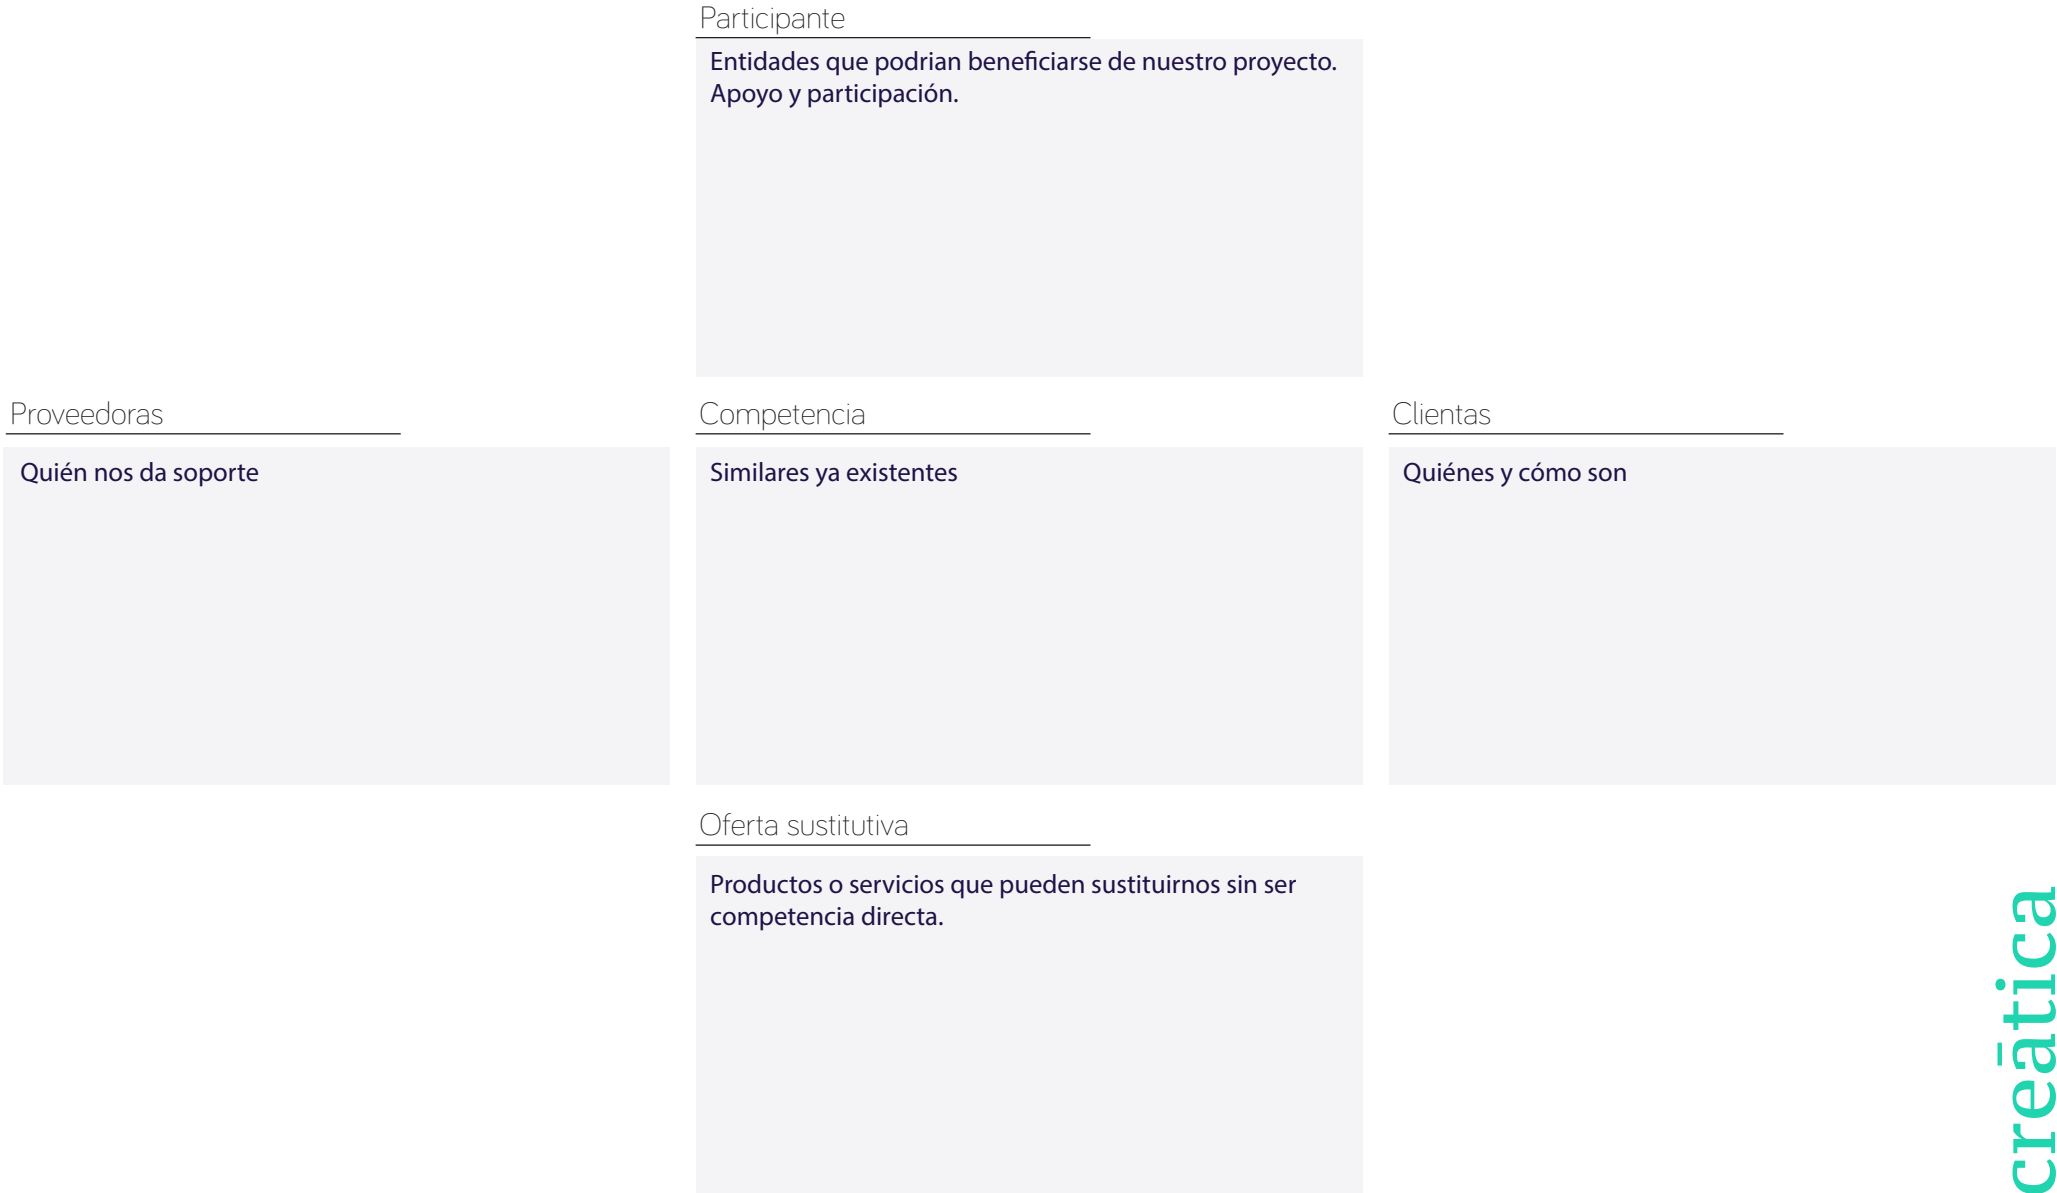 Participante
Entidades que podrian beneficiarse de nuestro proyecto.
Apoyo y participación.
Proveedoras
Quién nos da soporte
Competencia
Similares ya existentes
Clientas
Quiénes y cómo son
Oferta sustitutiva
Productos o servicios que pueden sustituirnos sin ser
competencia directa.
creātica